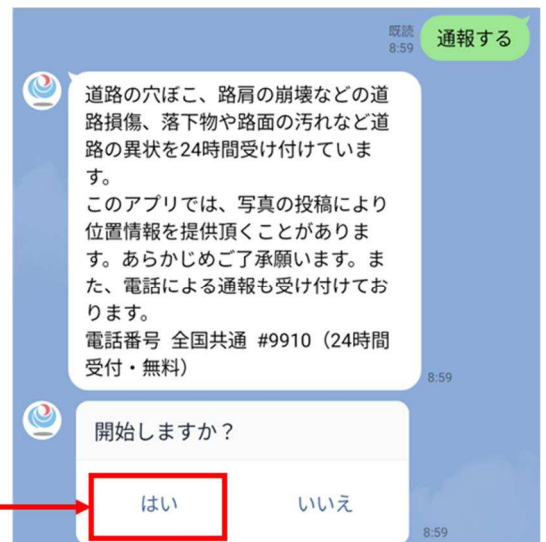 既読
8:59
通報する
道路の穴ぼこ、路肩の崩壊などの道
路損傷、落下物や路面の汚れなど道
路の異状を24時間受け付けていま
す。
このアプリでは、写真の投稿により
位置情報を提供頂くことがありま
す。あらかじめご了承願います。ま
た、電話による通報も受け付けてお
ります。
電話番号 全国共通 #9910（24時間
受付・無料）
8:59
開始しますか？
はい
いいえ
8:59